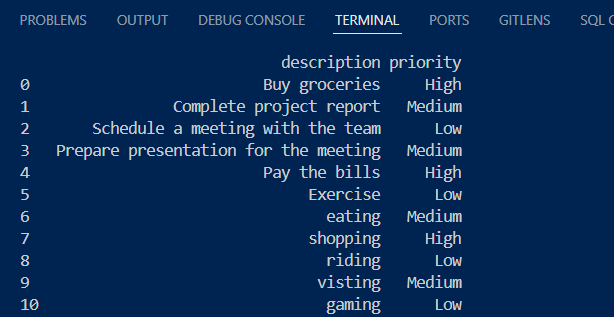 PROBLEMS OUTPUT DEBUG CONSOLE TERMINAL PORTS GITLENS SQL
description priority
0 Buy groceries High
1 Complete project report Medium
2 Schedule a meeting with the team Low
3 Prepare presentation for the meeting Medium
4 Pay the bills High
5 Exercise Low
6 eating Medium
7 shopping High
8 riding Low
9 visting Medium
10 gaming Low